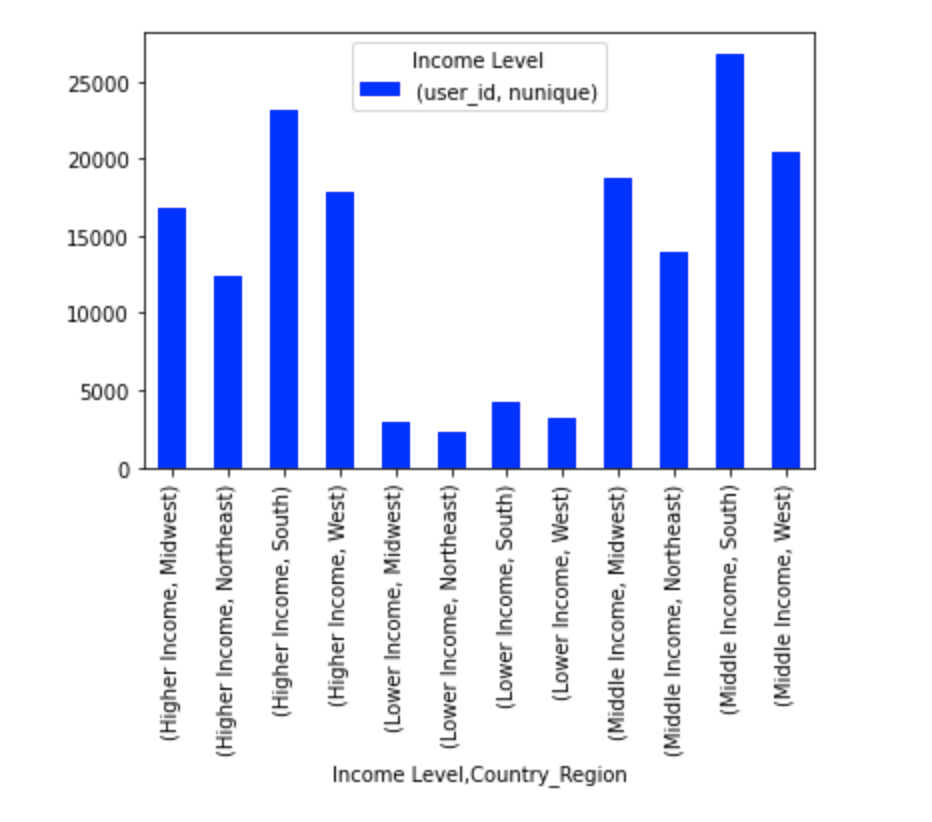 Income Level
(user_id, nunique)
25000
20000
15000
10000
5000
0
(Higher Income, Midwest)
(Higher Income, Northeast)
(Higher Income, South)
(Higher Income, West)
(Lower Income, Midwest)
(Lower Income, Northeast)
(Lower Income, South)
(Lower Income, West)
(Middle Income, Midwest)
(Middle Income, Northeast)
(Middle Income, South)
(Middle Income, West)
Income Level,Country_Region